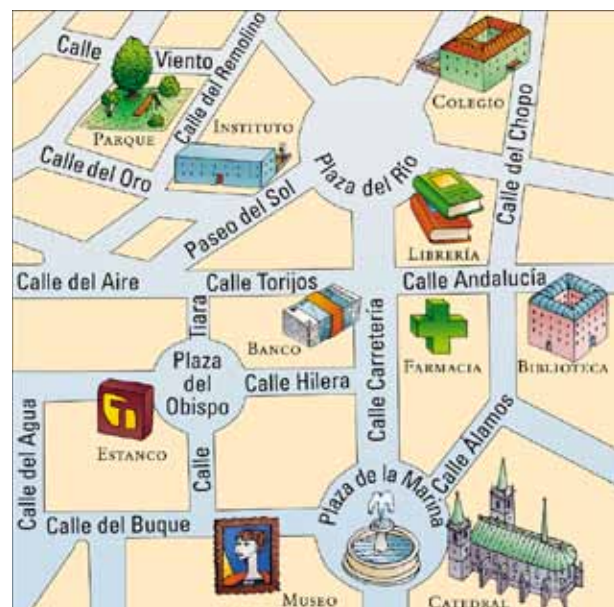 Calle Viento
Calle del Remolino
COLEGIO
PARQUE
INSTITUTO
Calle del Chopo
Calle del Oro
Plaza del Río
Paseo del Sol
LIBRERÍA
Calle del Aire
Calle Torijos
Calle Andalucía
Tiara
BANCO
Calle Carretería
FARMACIA
BIBLIOTECA
Plaza
del
Obispo
Calle Hilera
Calle del Agua
ESTANCO
Calle
Calle Alamos
Plaza de la Marina
Calle del Buque
MUSEO
CATEDRAL